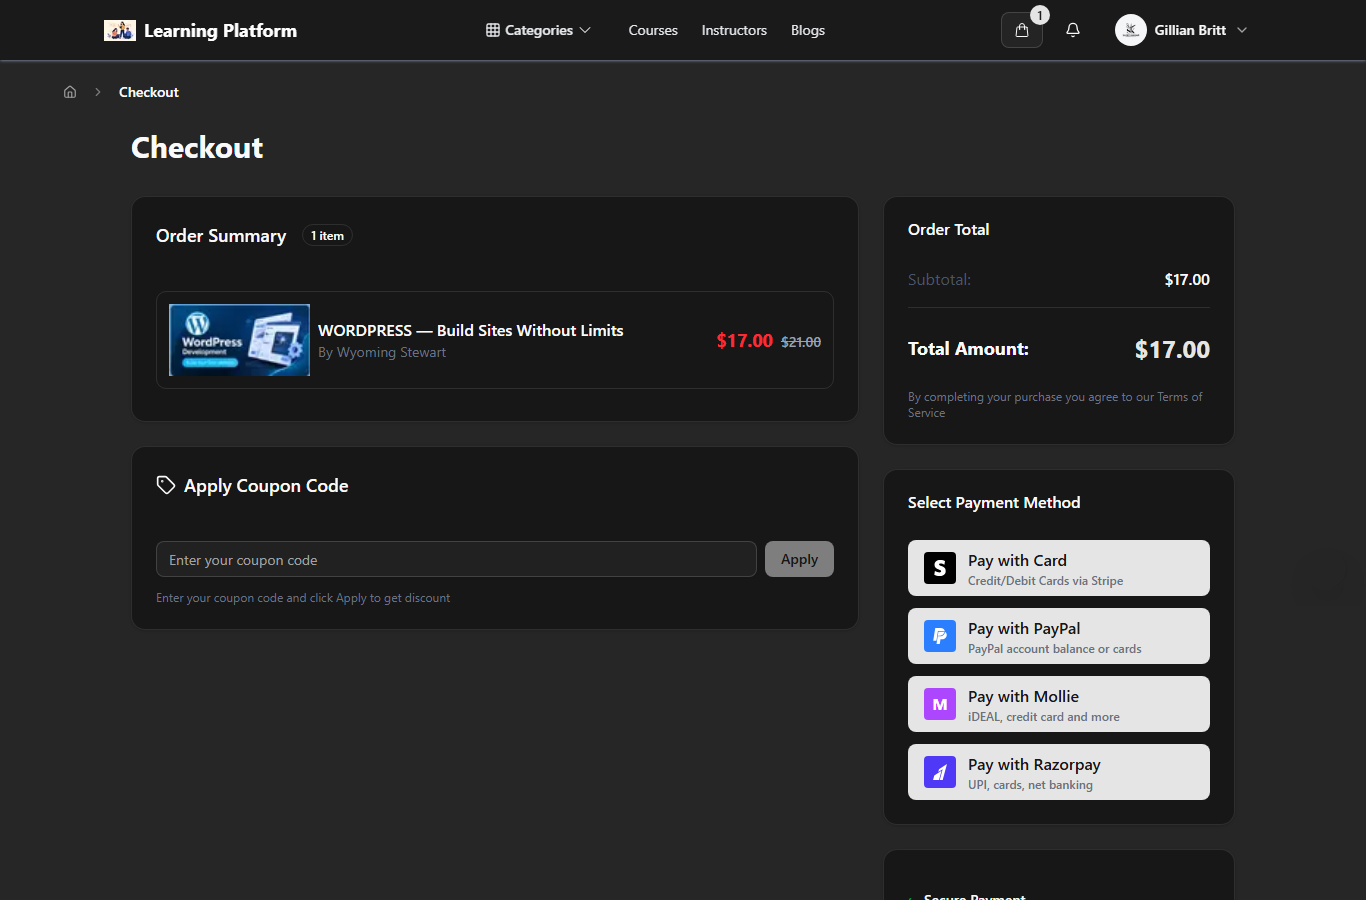 Learning Platform
Categories
Courses
Instructors
Blogs
1
Gillian Britt
Checkout
Checkout
Order Summary
1 item
WordPress
Development
WORDPRESS — Build Sites Without Limits
By Wyoming Stewart
$17.00 $21.00
Apply Coupon Code
Enter your coupon code
Apply
Enter your coupon code and click Apply to get discount
Order Total
Subtotal: $17.00
Total Amount: $17.00
By completing your purchase you agree to our Terms of
Service
Select Payment Method
S
Pay with Card
Credit/Debit Cards via Stripe
Pay with PayPal
PayPal account balance or cards
M
Pay with Mollie
iDEAL, credit card and more
Pay with Razorpay
UPI, cards, net banking
Secure Payment